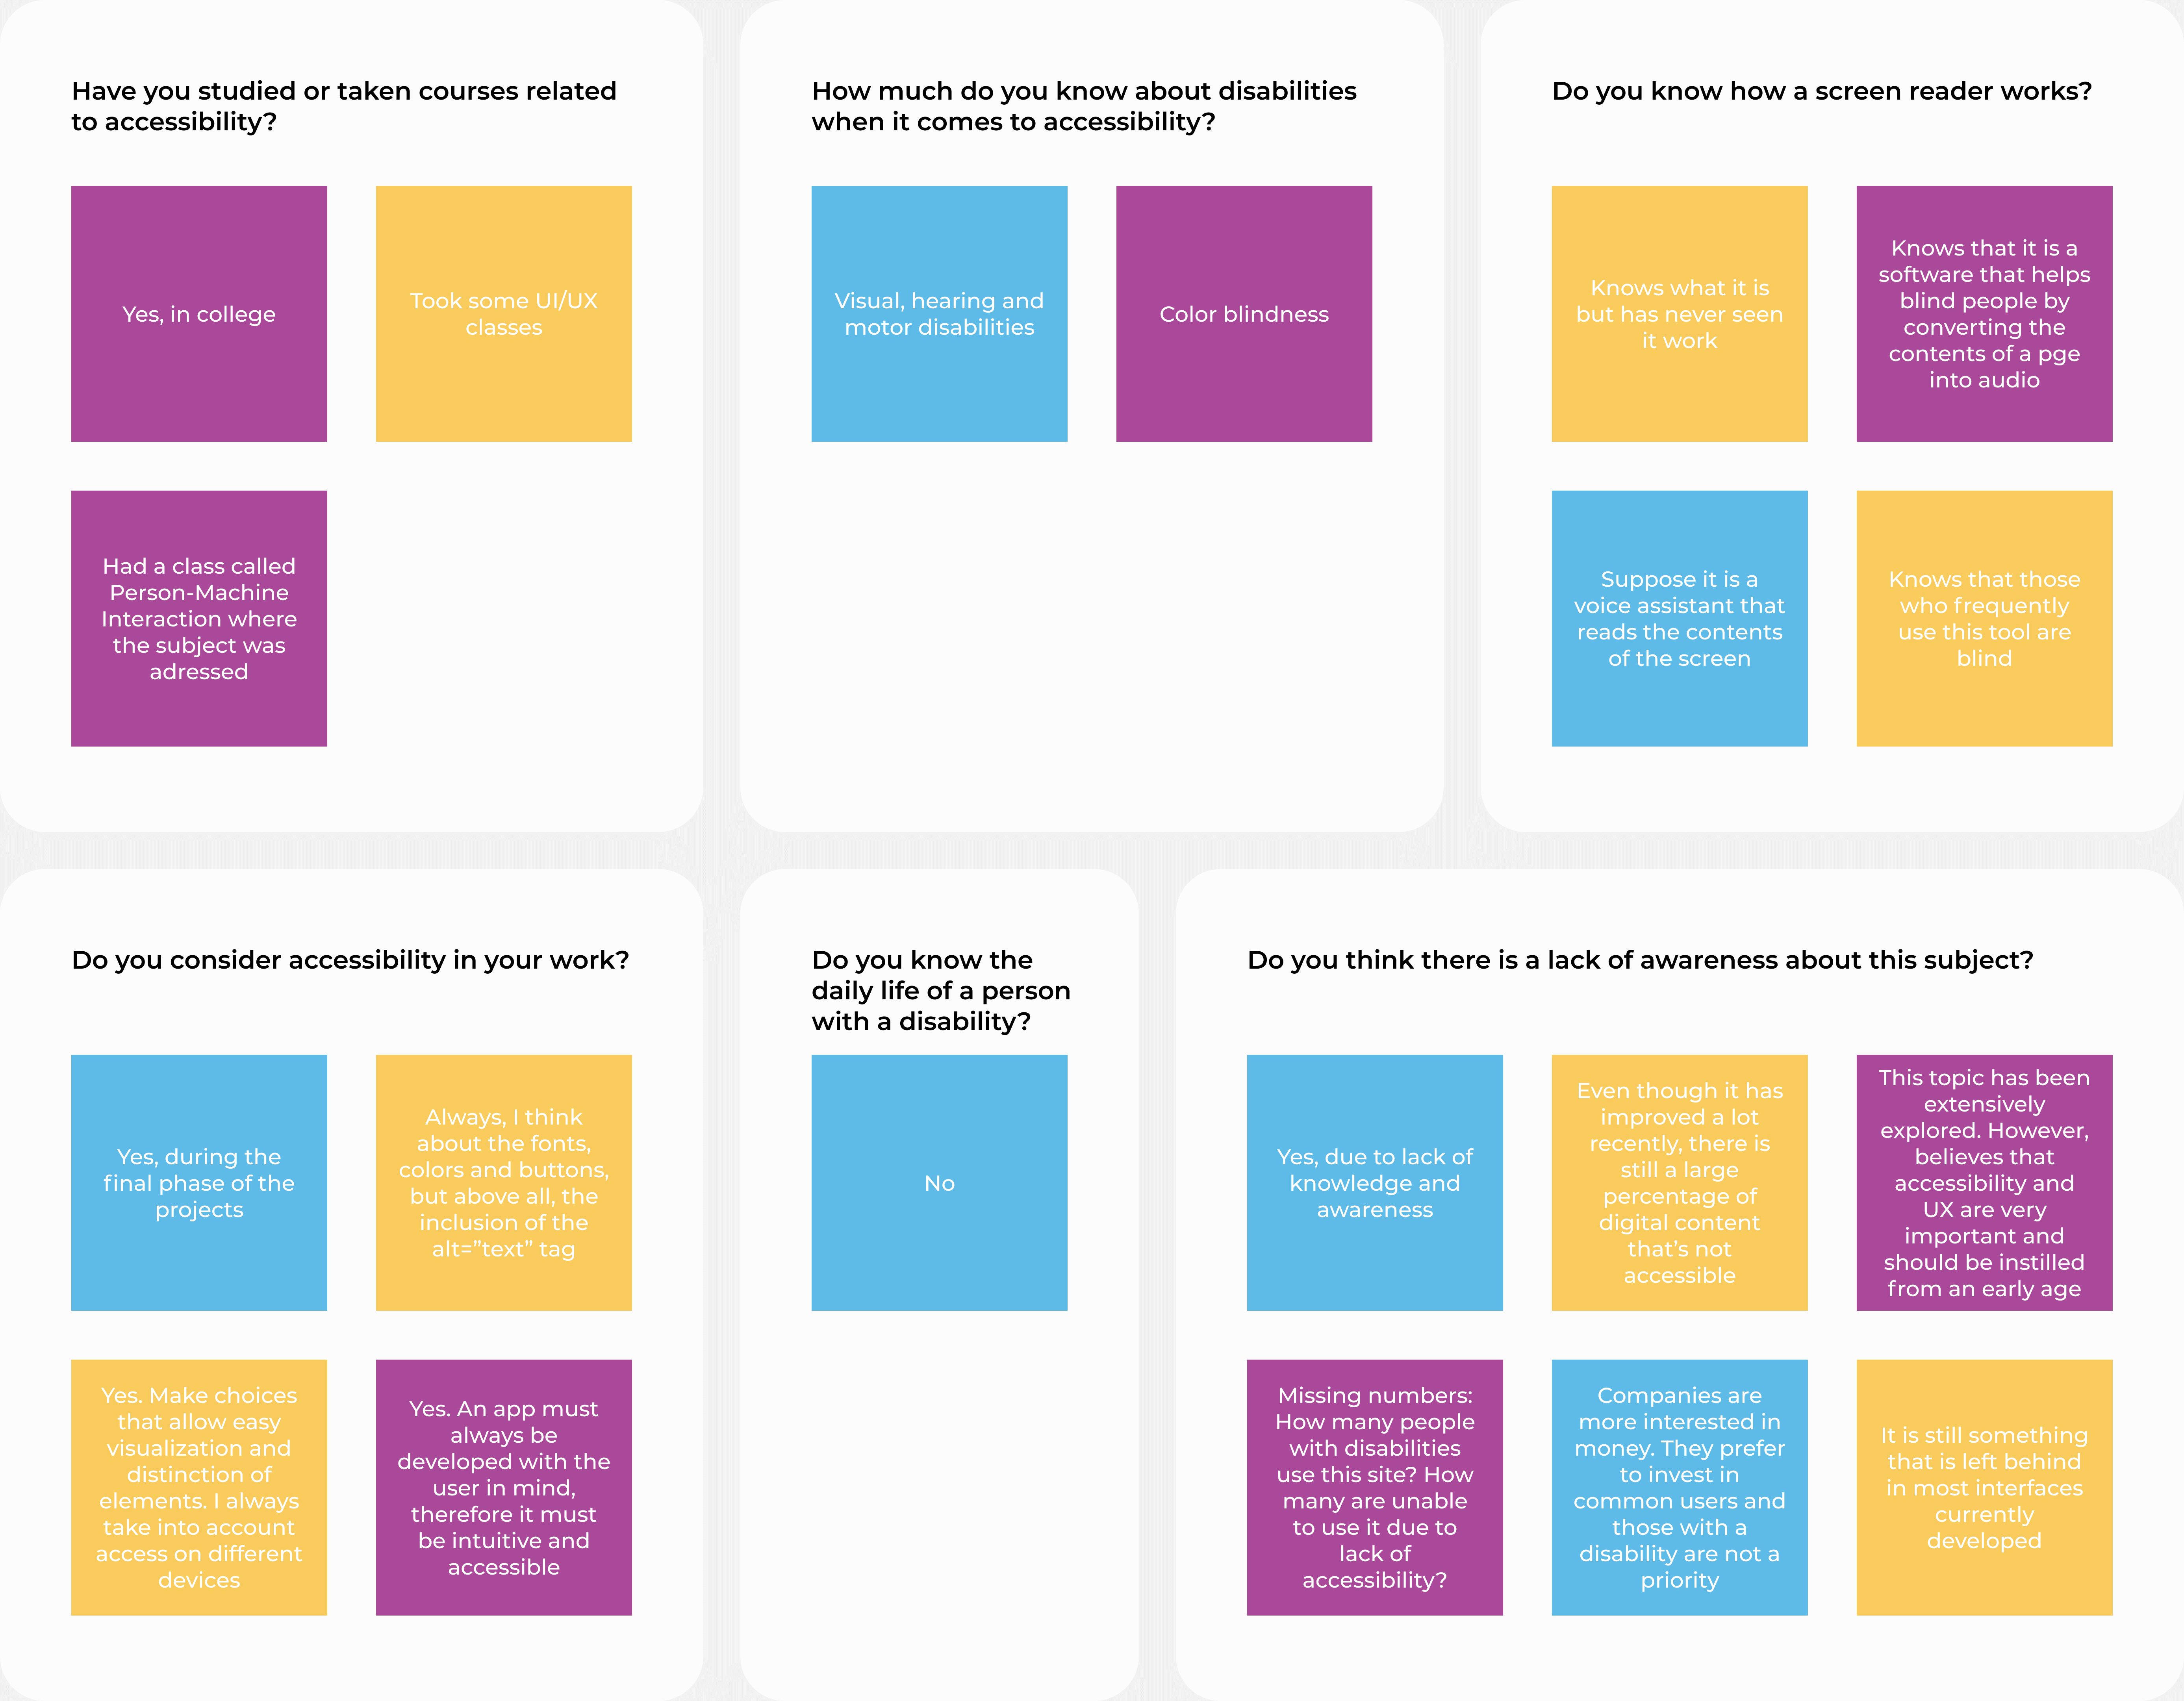 Have you studied or taken courses related
to accessibility?
Yes, in college
Took some UI/UX
classes
Had a class called
Person-Machine
Interaction where
the subject was
adressed
How much do you know about disabilities
when it comes to accessibility?
Visual, hearing and
motor disabilities
Color blindness
Do you know how a screen reader works?
Knows what it is
but has never seen
it work
Knows that it is a
software that helps
blind people by
converting the
contents of a pge
into audio
Suppose it is a
voice assistant that
reads the contents
of the screen
Knows that those
who frequently
use this tool are
blind
Do you consider accessibility in your work?
Yes, during the
final phase of the
projects
Always, I think
about the fonts,
colors and buttons,
but above all, the
inclusion of the
alt=”text” tag
Yes. Make choices
that allow easy
visualization and
distinction of
elements. I always
take into account
access on different
devices
Yes. An app must
always be
developed with the
user in mind,
therefore it must
be intuitive and
accessible
Do you know the
daily life of a person
with a disability?
No
Do you think there is a lack of awareness about this subject?
Yes, due to lack of
knowledge and
awareness
Even though it has
improved a lot
recently, there is
still a large
percentage of
digital content
that’s not
accessible
This topic has been
extensively
explored. However,
believes that
accessibility and
UX are very
important and
should be instilled
from an early age
Missing numbers:
How many people
with disabilities
use this site? How
many are unable
to use it due to
lack of
accessibility?
Companies are
more interested in
money. They prefer
to invest in
common users and
those with a
disability are not a
priority
It is still something
that is left behind
in most interfaces
currently
developed